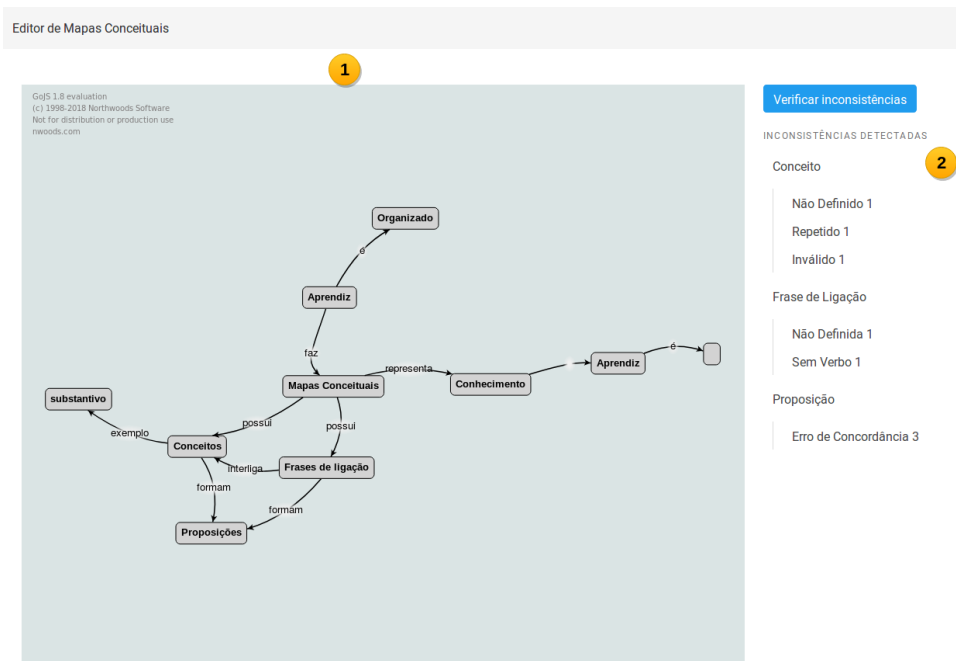 Editor de Mapas Conceituais
1
GoJS 1.8 evaluation
(c) 1998-2018 Northwoods Software
Not for distribution or production use
nwoods.com
Verificar inconsistências
INCONSISTÊNCIAS DETECTADAS
2
Conceito
Não Definido 1
Repetido 1
Inválido 1
Frase de Ligação
Não Definida 1
Sem Verbo 1
Proposição
Erro de Concordância 3
Organizado
é
Aprendiz
faz
Mapas Conceituais
representa
Conhecimento
Aprendiz
é
substantivo
exemplo
possui
possui
Conceitos
interliga
Frases de ligação
formam
formam
Proposições